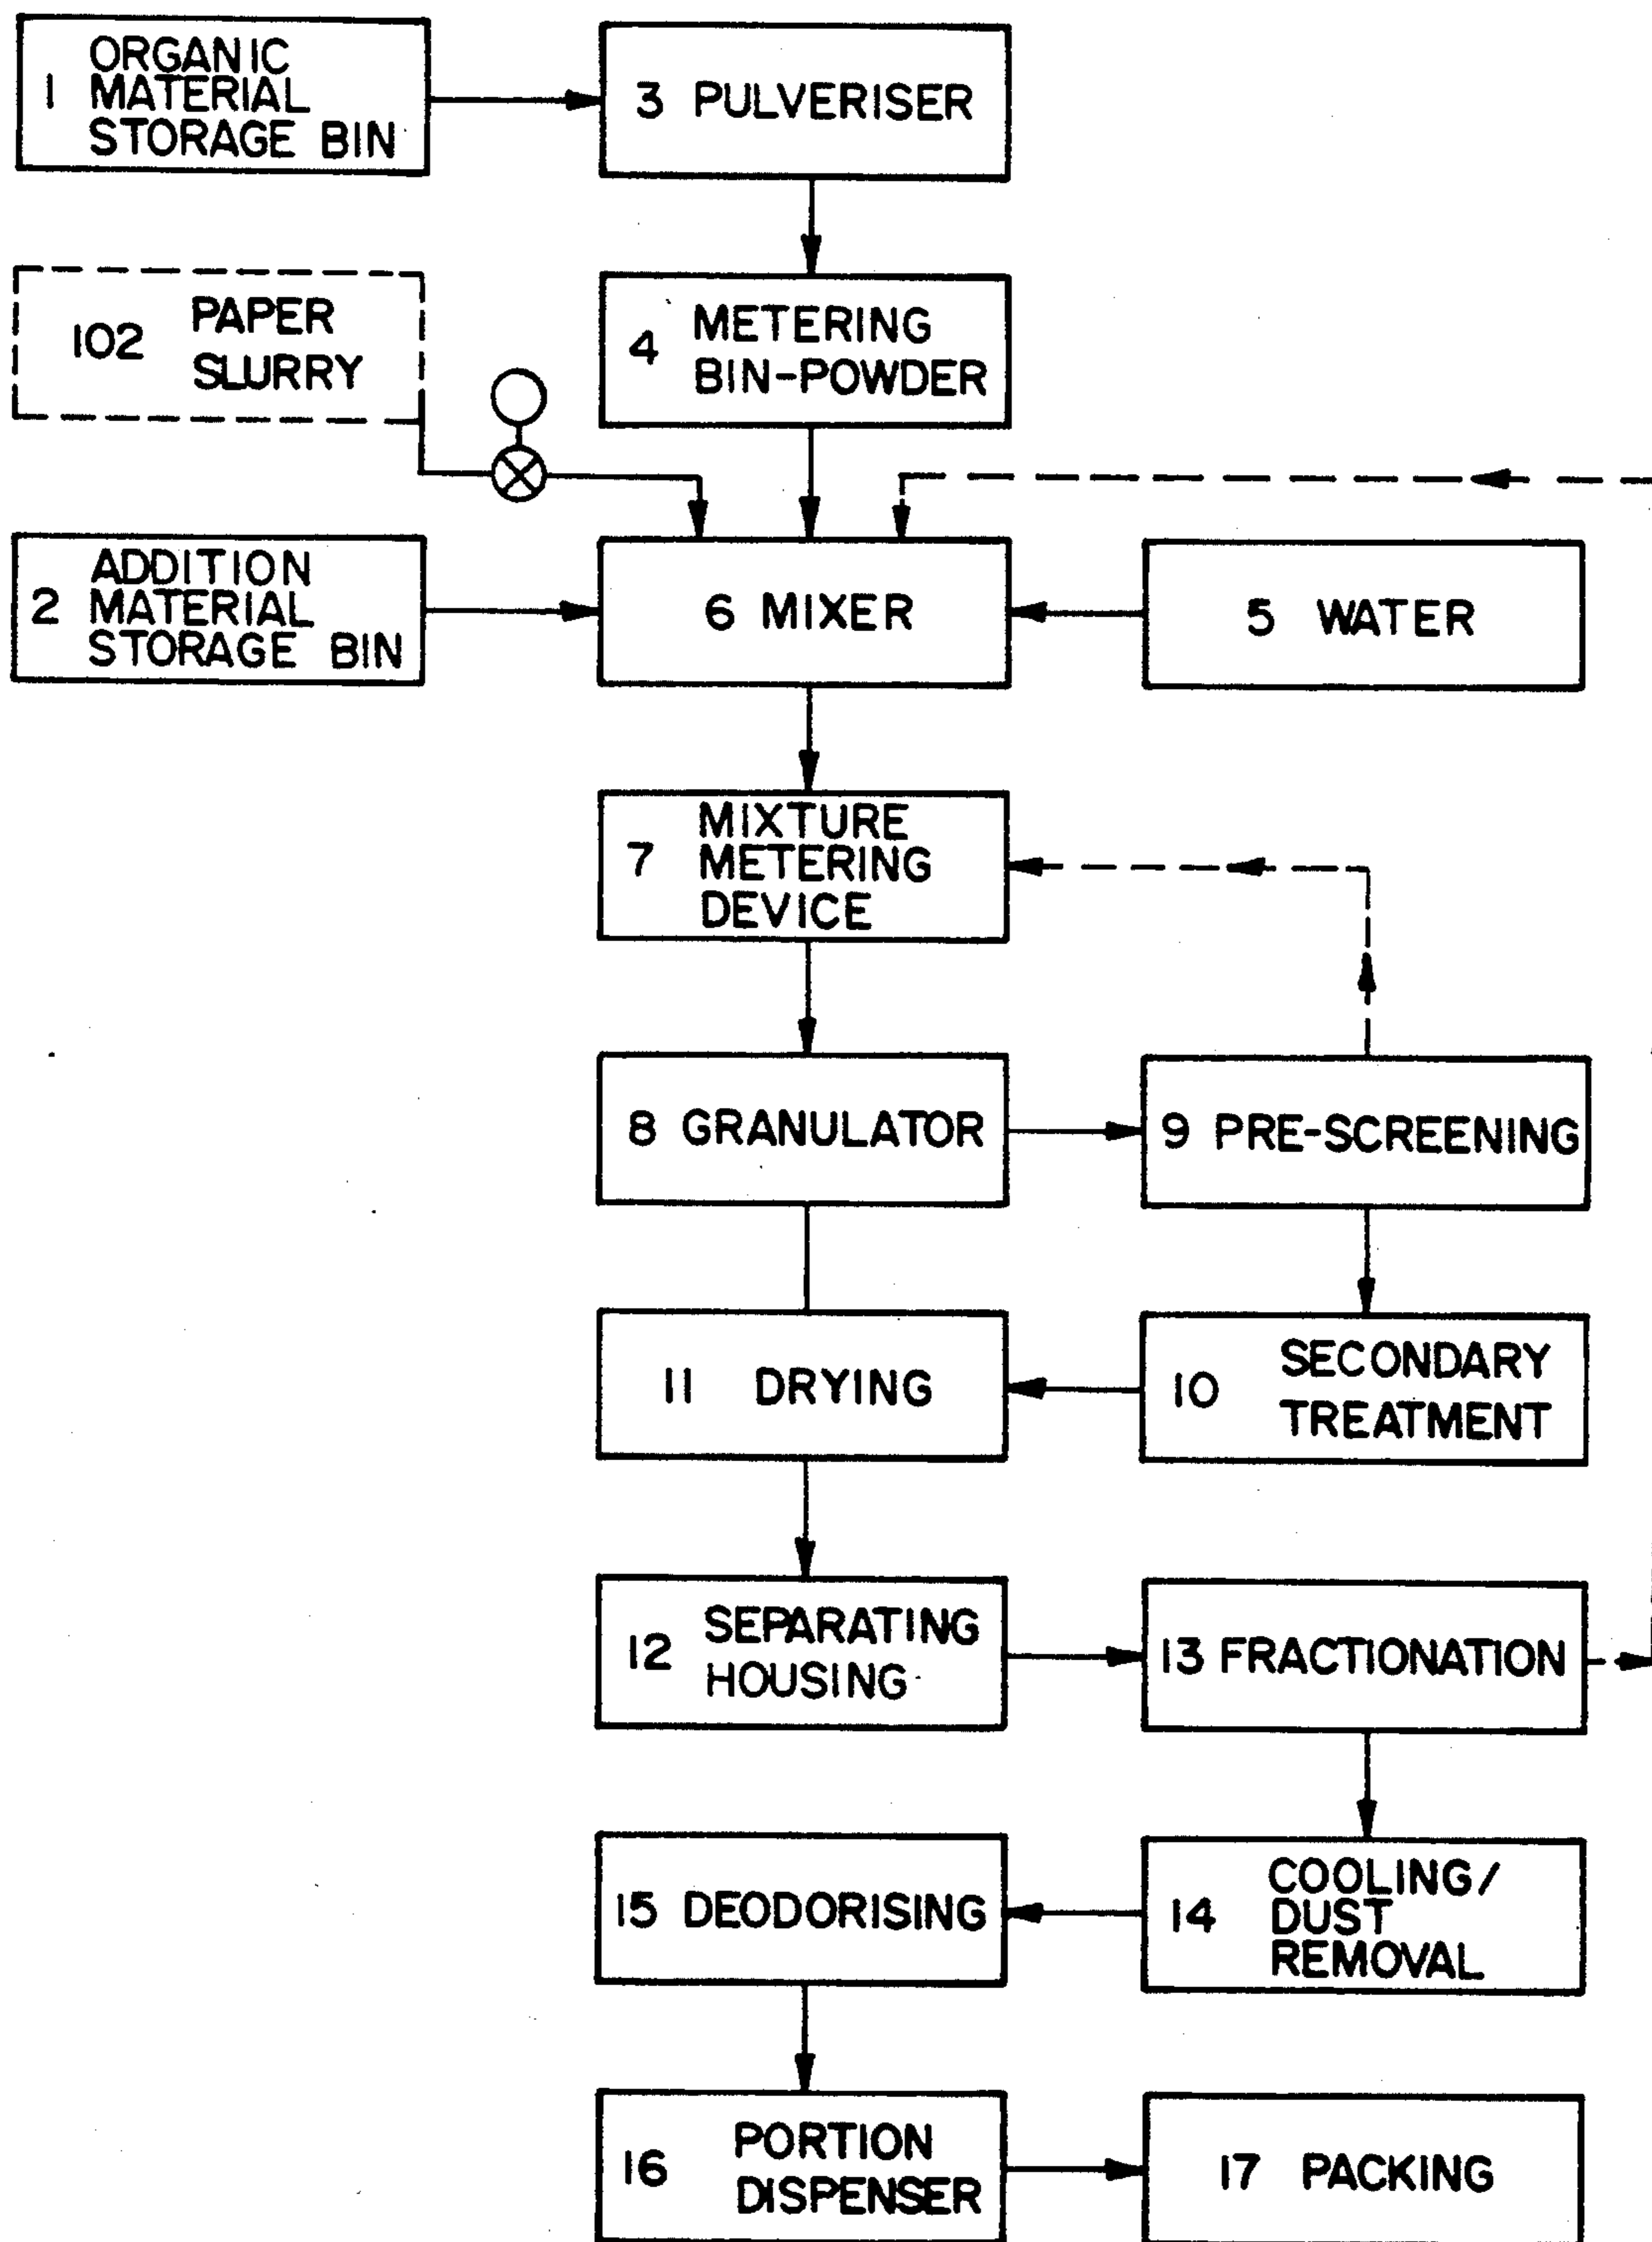 1 ORGANIC
MATERIAL
STORAGE BIN
3 PULVERISER
102 PAPER
SLURRY
4 METERING
BIN-POWDER
2 ADDITION
MATERIAL
STORAGE BIN
6 MIXER
5 WATER
7 MIXTURE
METERING
DEVICE
8 GRANULATOR
9 PRE-SCREENING
11 DRYING
10 SECONDARY
TREATMENT
12 SEPARATING
HOUSING
13 FRACTIONATION
15 DEODORISING
14 COOLING/
DUST
REMOVAL
16 PORTION
DISPENSER
17 PACKING